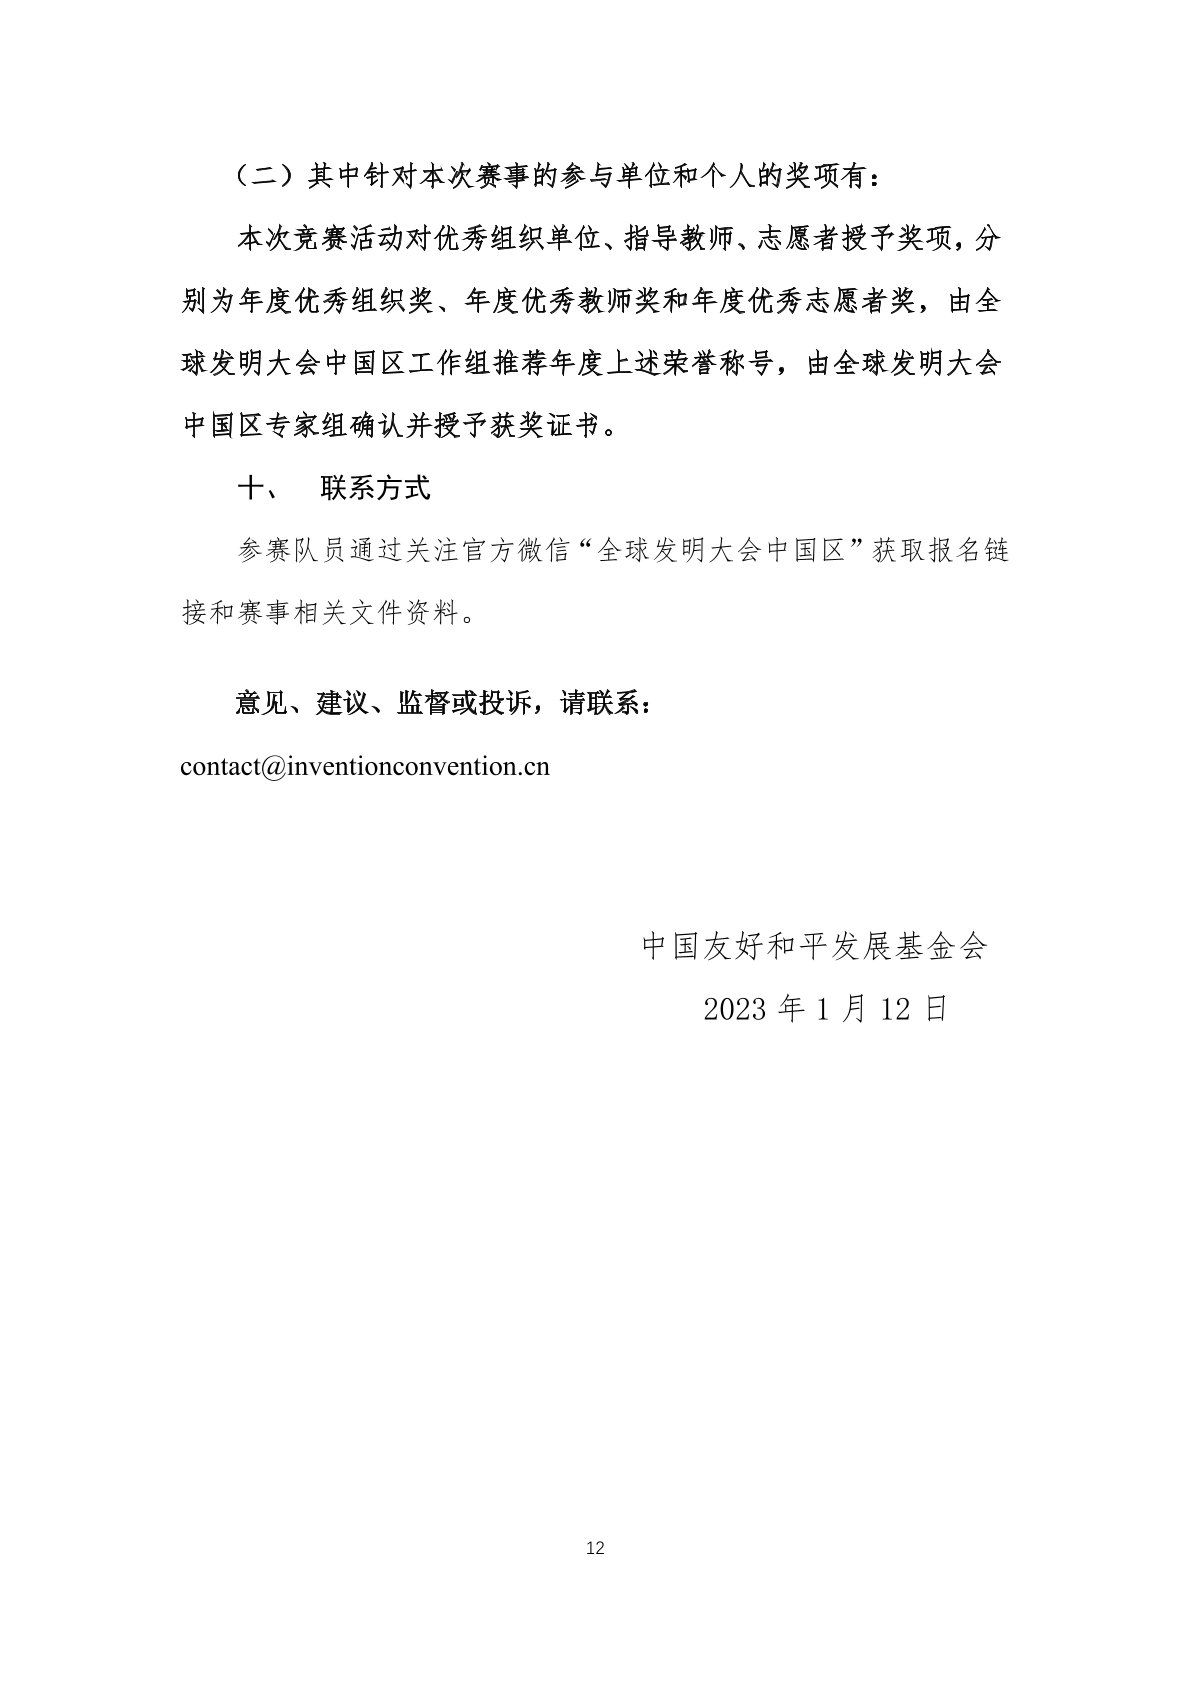 （二）其中针对本次赛事的参与单位和个人的奖项有：
本次竞赛活动对优秀组织单位、指导教师、志愿者授予奖项，分
别为年度优秀组织奖、年度优秀教师奖和年度优秀志愿者奖，由全
球发明大会中国区工作组推荐年度上述荣誉称号，由全球发明大会
中国区专家组确认并授予获奖证书。
十、 联系方式
参赛队员通过关注官方微信“全球发明大会中国区”获取报名链
接和赛事相关文件资料。
意见、建议、监督或投诉，请联系：
contact@inventionconvention.cn
中国友好和平发展基金会
2023 年 1 月 12 日
12